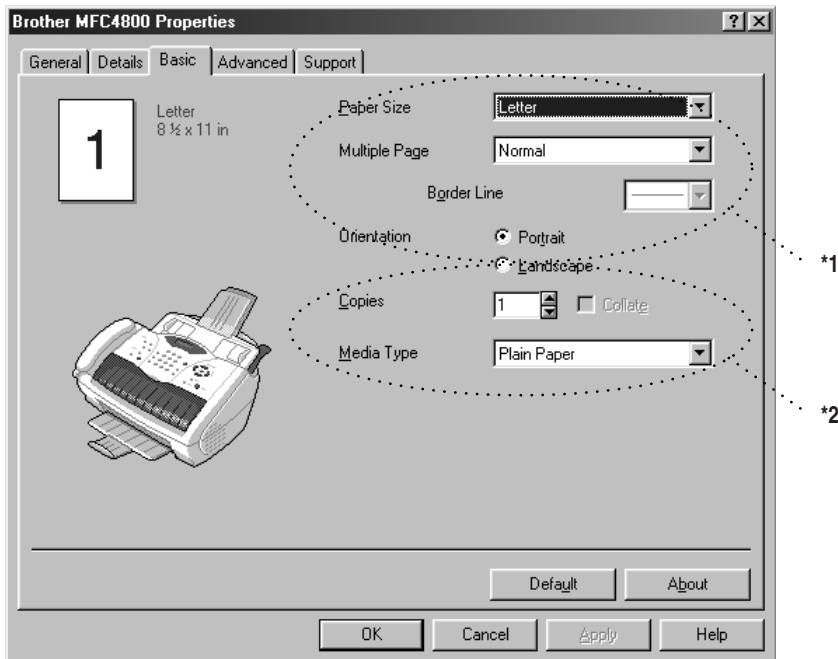 Brother MFC4800 Properties
General Details Basic Advanced Support
1
Letter
8 ½ x 11 in
Paper Size Letter
Multiple Page Normal
Border Line
Orientation Portrait
Landscape
*1
Copies 1 Collate
Media Type Plain Paper
*2
Default About
OK Cancel Apply Help